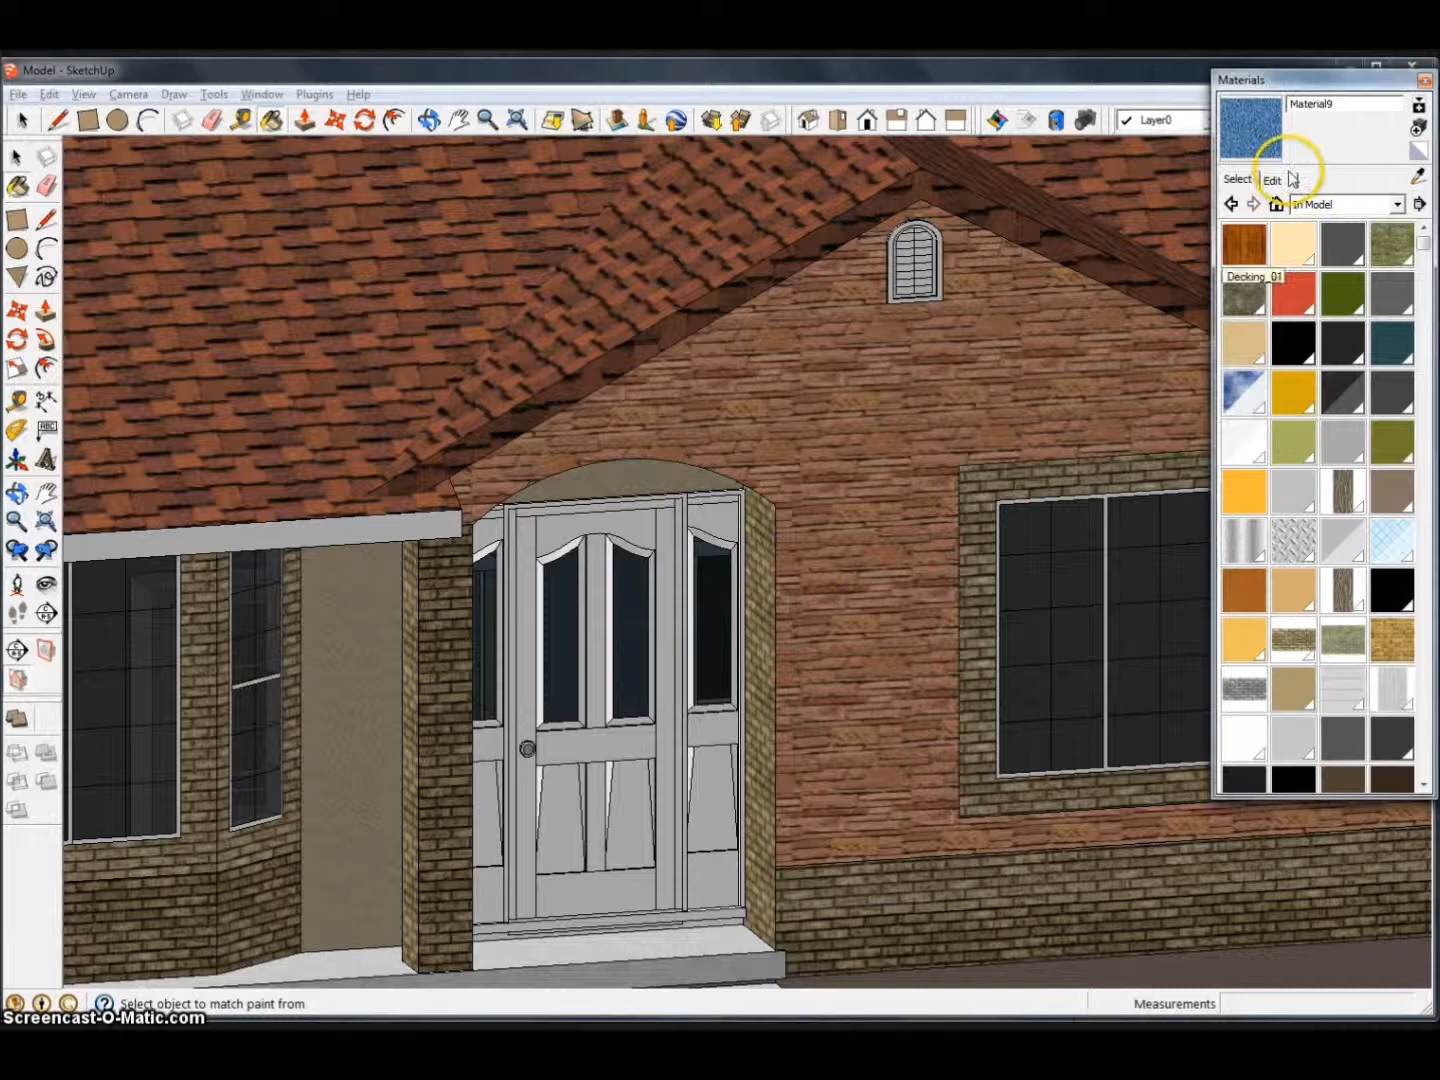 Model - SketchUp
Materials
File Edit View Camera Draw Tools Window Plugins Help
Material9
Layer0
Select Edit
In Model
Decking_01
ABC
Select object to match paint from
Measurements
Screencast-O-Matic.com